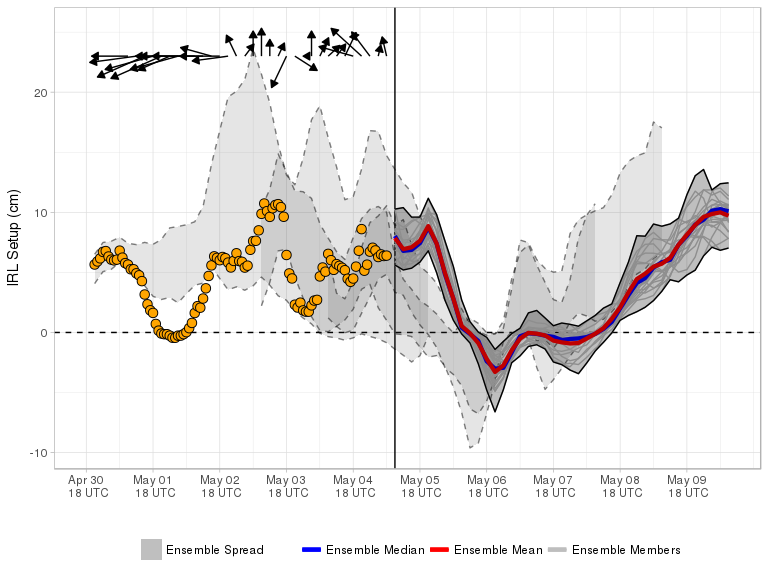 IRL Setup (cm)
20
10
0
-10
Apr 30 May 01 May 02 May 03 May 04 May 05 May 06 May 07 May 08 May 09
18 UTC 18 UTC 18 UTC 18 UTC 18 UTC 18 UTC 18 UTC 18 UTC 18 UTC 18 UTC
Ensemble Spread Ensemble Median Ensemble Mean Ensemble Members